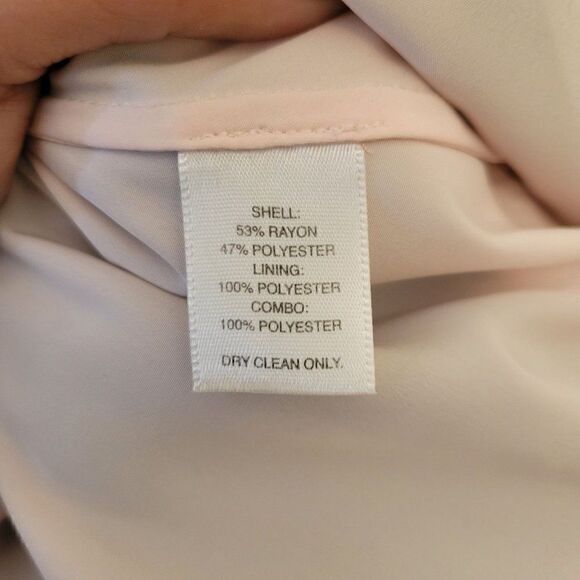 SHELL:
53% RAYON
47% POLYESTER
LINING:
100% POLYESTER
COMBO:
100% POLYESTER
DRY CLEAN ONLY.